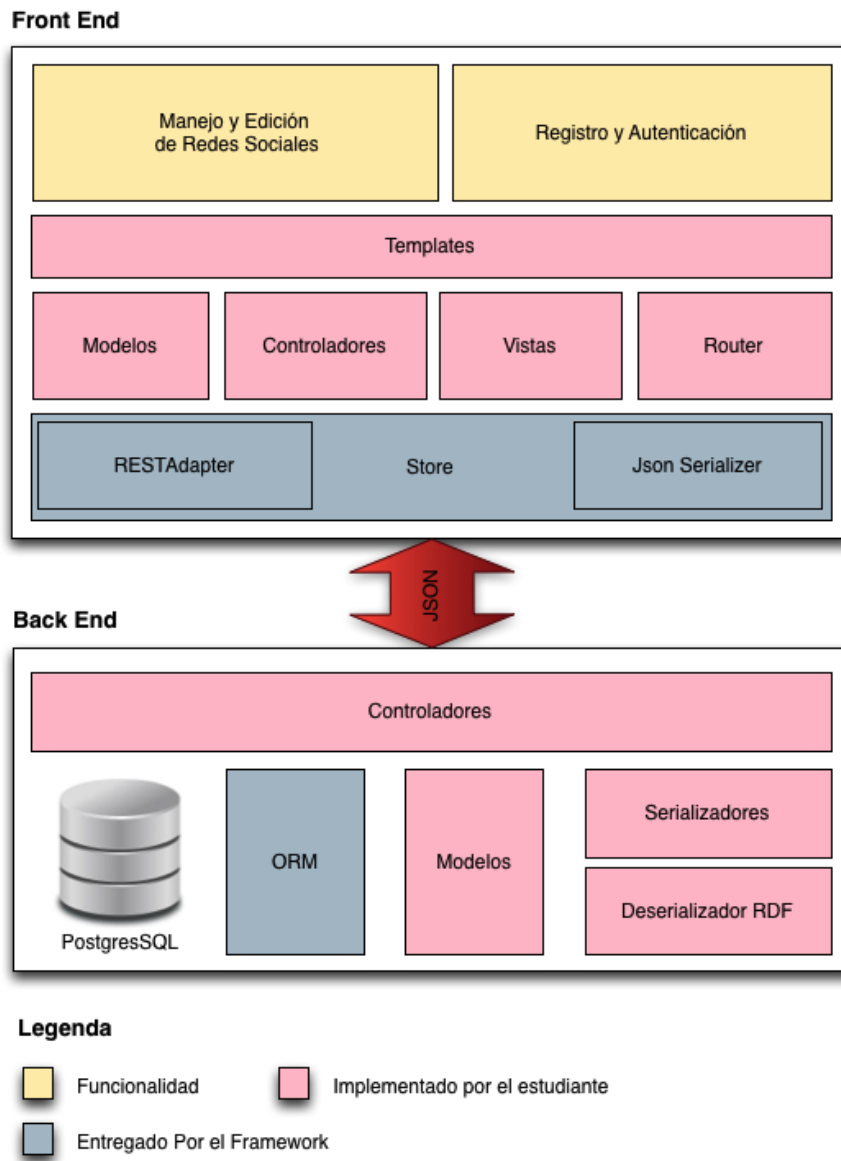 Front End
Manejo y Edición
de Redes Sociales
Registro y Autenticación
Templates
Modelos
Controladores
Vistas
Router
RESTAdapter
Store
Json Serializer
JSON
Back End
Controladores
PostgresSQL
ORM
Modelos
Serializadores
Deserializador RDF
Legenda
Funcionalidad
Implementado por el estudiante
Entregado Por el Framework